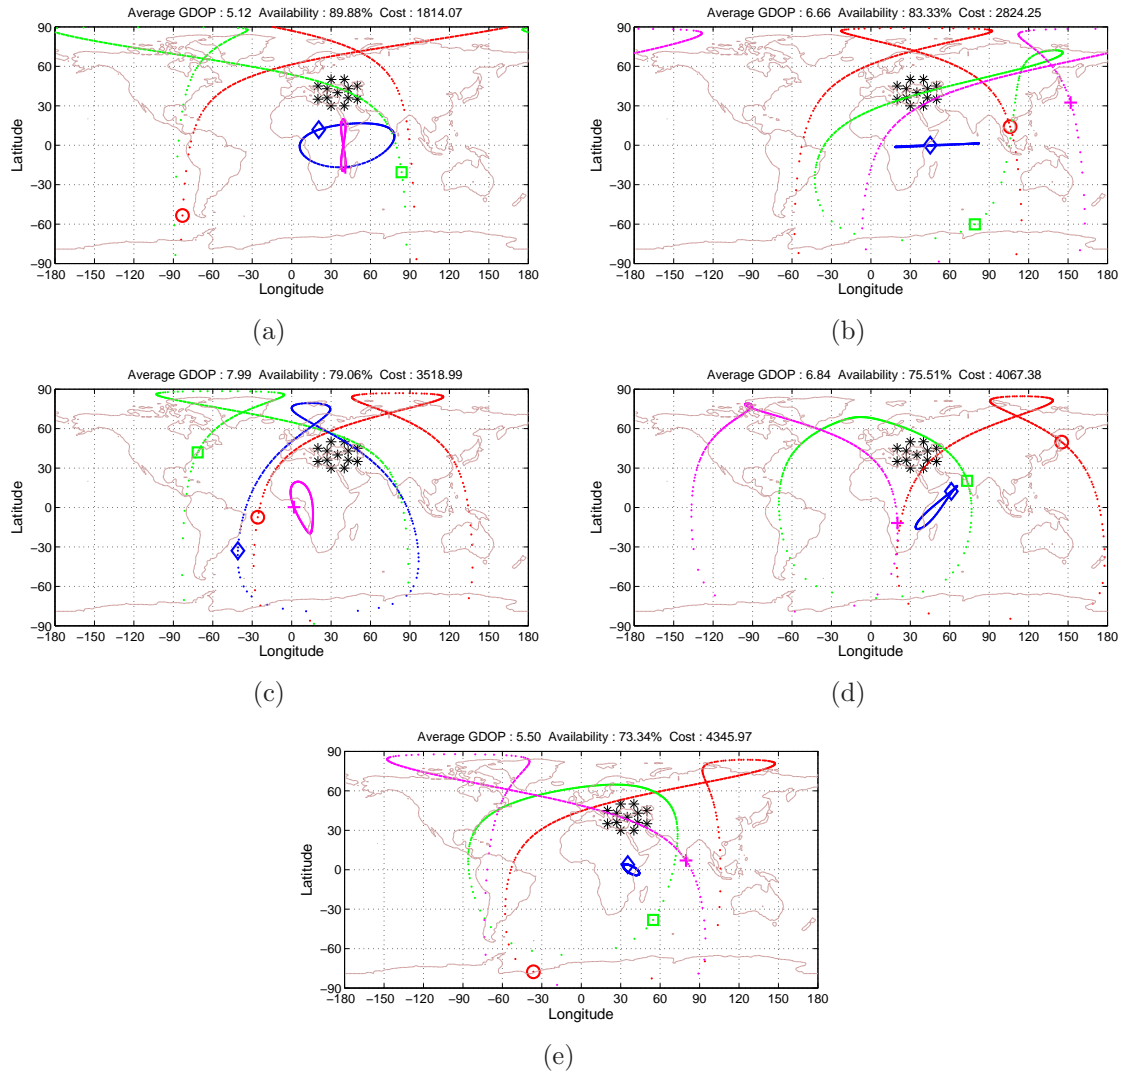 Average GDOP : 5.12 Availability : 89.88% Cost : 1814.07
90
60
30
0
−30
−60
−90
Latitude
−180 −150 −120 −90 −60 −30 0 30 60 90 120 150 180
Longitude
(a)
Average GDOP : 6.66 Availability : 83.33% Cost : 2824.25
90
60
30
0
−30
−60
−90
Latitude
−180 −150 −120 −90 −60 −30 0 30 60 90 120 150 180
Longitude
(b)
Average GDOP : 7.99 Availability : 79.06% Cost : 3518.99
90
60
30
0
−30
−60
−90
Latitude
−180 −150 −120 −90 −60 −30 0 30 60 90 120 150 180
Longitude
(c)
Average GDOP : 6.84 Availability : 75.51% Cost : 4067.38
90
60
30
0
−30
−60
−90
Latitude
−180 −150 −120 −90 −60 −30 0 30 60 90 120 150 180
Longitude
(d)
Average GDOP : 5.50 Availability : 73.34% Cost : 4345.97
90
60
30
0
−30
−60
−90
Latitude
−180 −150 −120 −90 −60 −30 0 30 60 90 120 150 180
Longitude
(e)